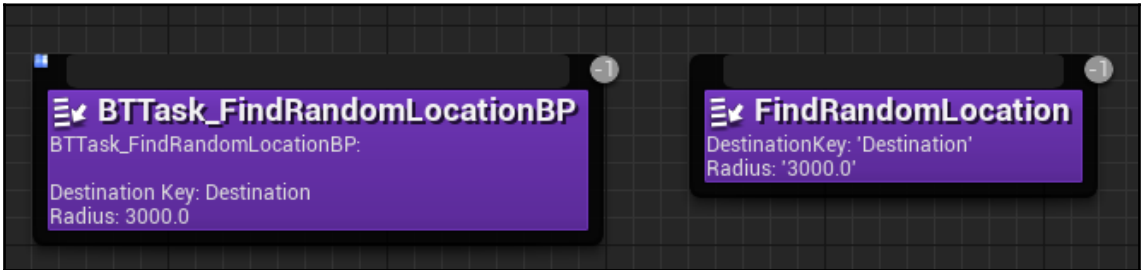 -1
BTTask_FindRandomLocationBP
BTTask_FindRandomLocationBP:
Destination Key: Destination
Radius: 3000.0
-1
FindRandomLocation
DestinationKey: 'Destination'
Radius: '3000.0'